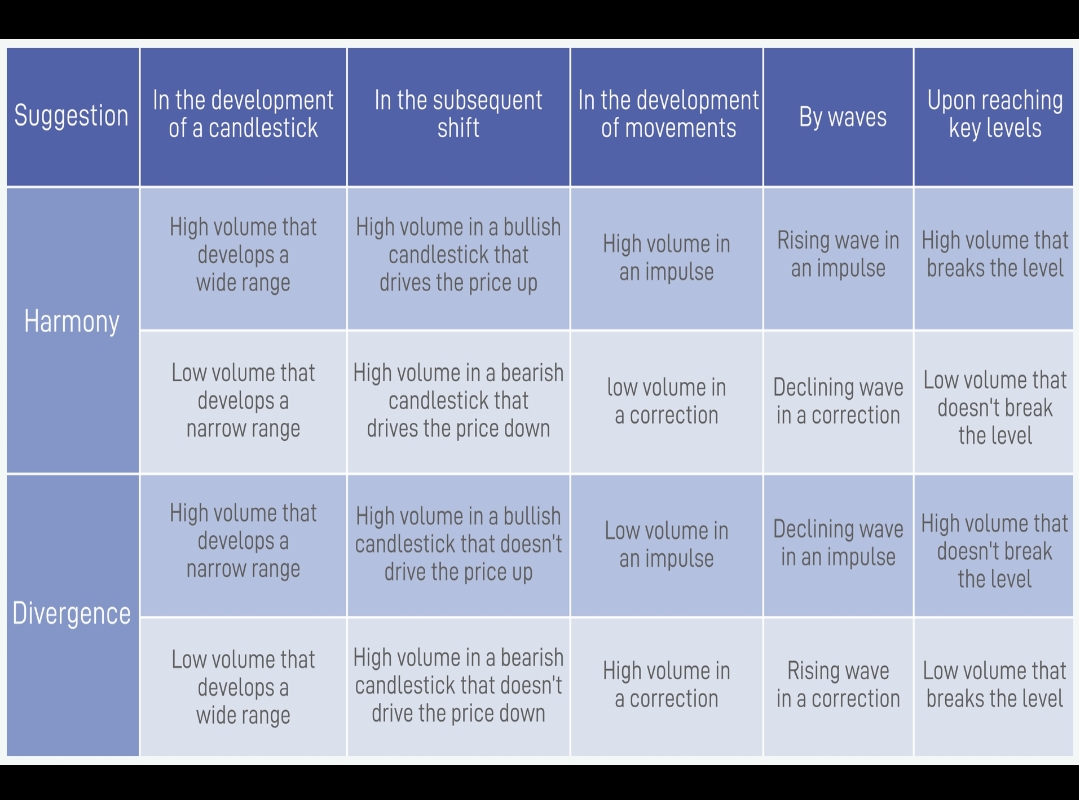 Suggestion
In the development
of a candlestick
In the subsequent
shift
In the development
of movements
By waves
Upon reaching
key levels
Harmony
High volume that
develops a
wide range
High volume in a bullish
candlestick that
drives the price up
High volume in
an impulse
Rising wave in
an impulse
High volume that
breaks the level
Low volume that
develops a
narrow range
High volume in a bearish
candlestick that
drives the price down
low volume in
a correction
Declining wave
in a correction
Low volume that
doesn't break
the level
Divergence
High volume that
develops a
narrow range
High volume in a bullish
candlestick that doesn't
drive the price up
Low volume in
an impulse
Declining wave
in an impulse
High volume that
doesn't break
the level
Low volume that
develops a
wide range
High volume in a bearish
candlestick that doesn't
drive the price down
High volume in
a correction
Rising wave
in a correction
Low volume that
breaks the level